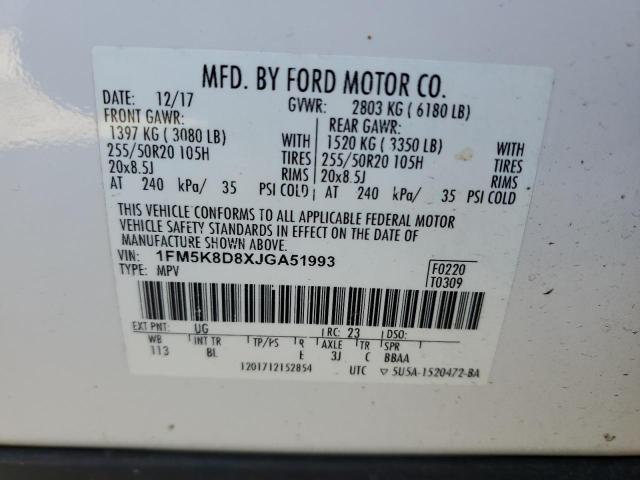 MFD. BY FORD MOTOR CO.
DATE: 12/17 GVWR: 2803 KG ( 6180 LB)
FRONT GAWR: REAR GAWR:
1397 KG ( 3080 LB) WITH 1520 KG ( 3350 LB) WITH
255/50R20 105H TIRES 255/50R20 105H TIRES
20x8.5J RIMS 20x8.5J RIMS
AT 240 kPa/ 35 PSI COLD AT 240 kPa/ 35 PSI COLD
THIS VEHICLE CONFORMS TO ALL APPLICABLE FEDERAL MOTOR
VEHICLE SAFETY STANDARDS IN EFFECT ON THE DATE OF
MANUFACTURE SHOWN ABOVE.
VIN: 1FM5K8D8XJGA51993 F0220
TYPE: MPV T0309
EXT PNT: UG RC: 23 DSO:
WB INT TR TP/PS R AXLE TR SPR
113 BL E 3J C BBAA
1201712152854 UTC ▽ 5U5A-1520472-BA